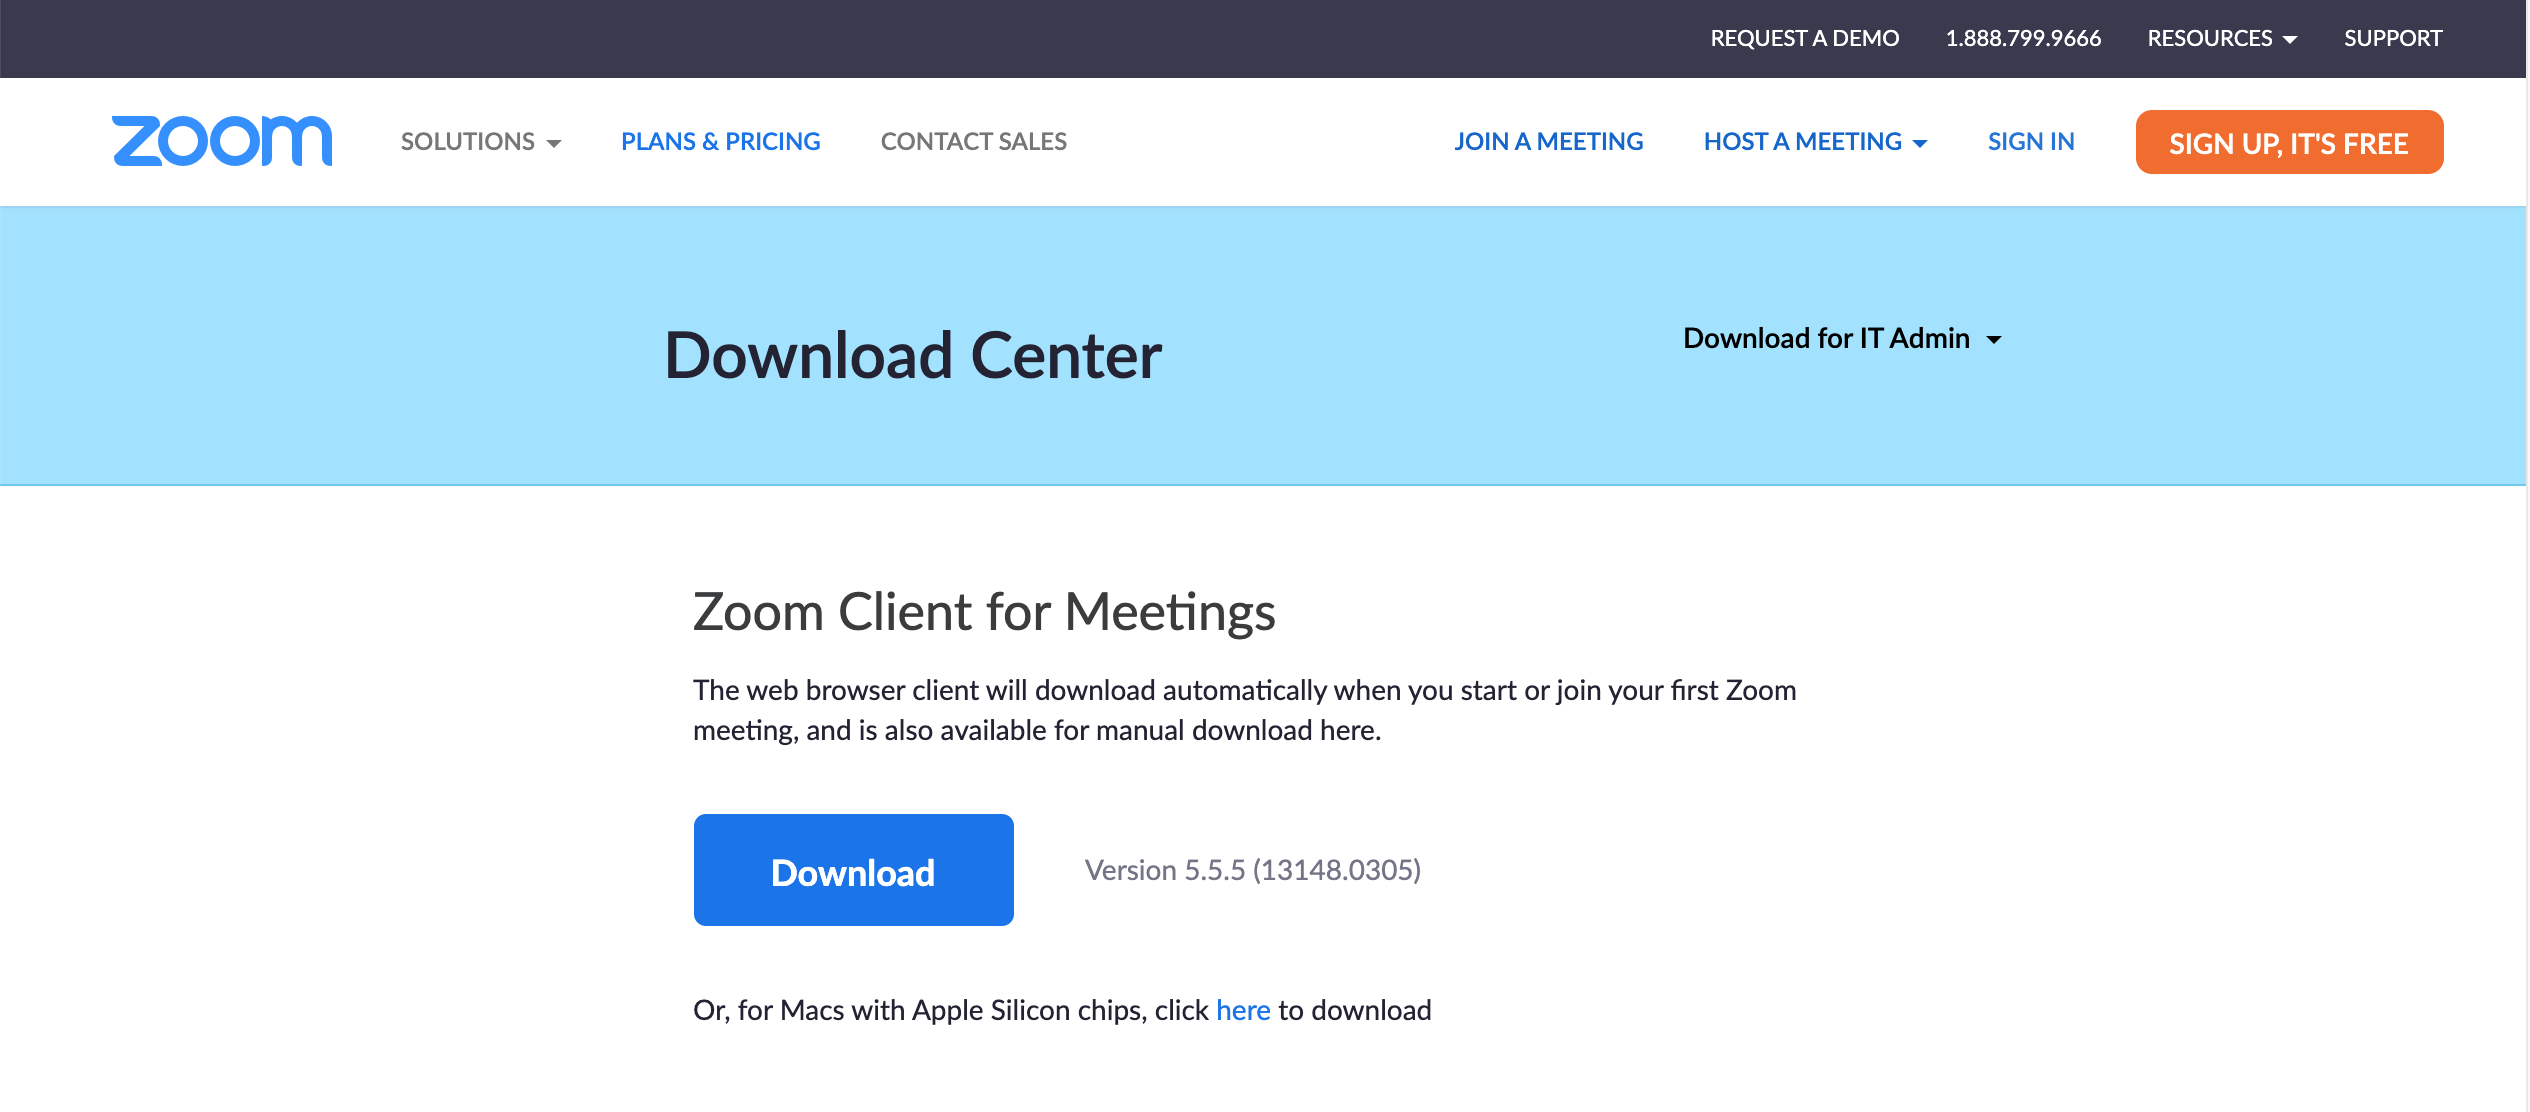 REQUEST A DEMO 1.888.799.9666 RESOURCES SUPPORT
zoom SOLUTIONS PLANS & PRICING CONTACT SALES JOIN A MEETING HOST A MEETING SIGN IN SIGN UP, IT'S FREE
Download Center Download for IT Admin
Zoom Client for Meetings
The web browser client will download automatically when you start or join your first Zoom
meeting, and is also available for manual download here.
Download Version 5.5.5 (13148.0305)
Or, for Macs with Apple Silicon chips, click here to download